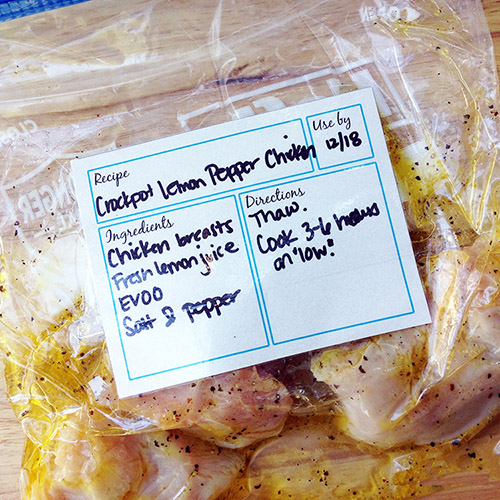 Recipe
Crockpot Lemon Pepper Chicken
Use by
12/18
Ingredients
Chicken breasts
Fresh lemon juice
EVOO
Salt & pepper
Directions
Thaw.
Cook 3-6 hours
on "low."